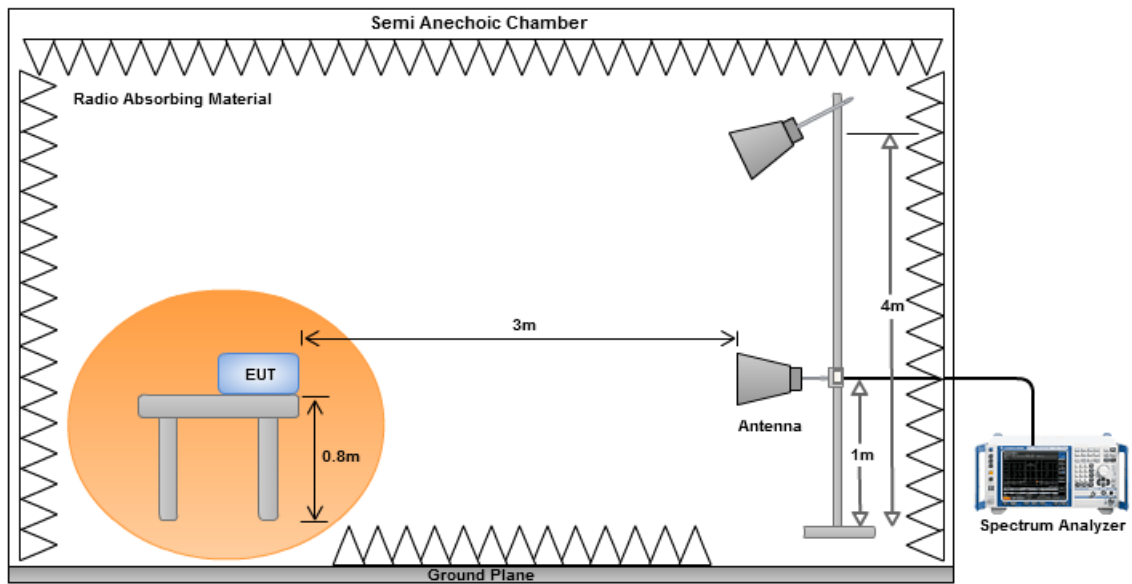 Semi Anechoic Chamber
Radio Absorbing Material
4m
3m
EUT
Antenna
0.8m
1m
Spectrum Analyzer
Ground Plane